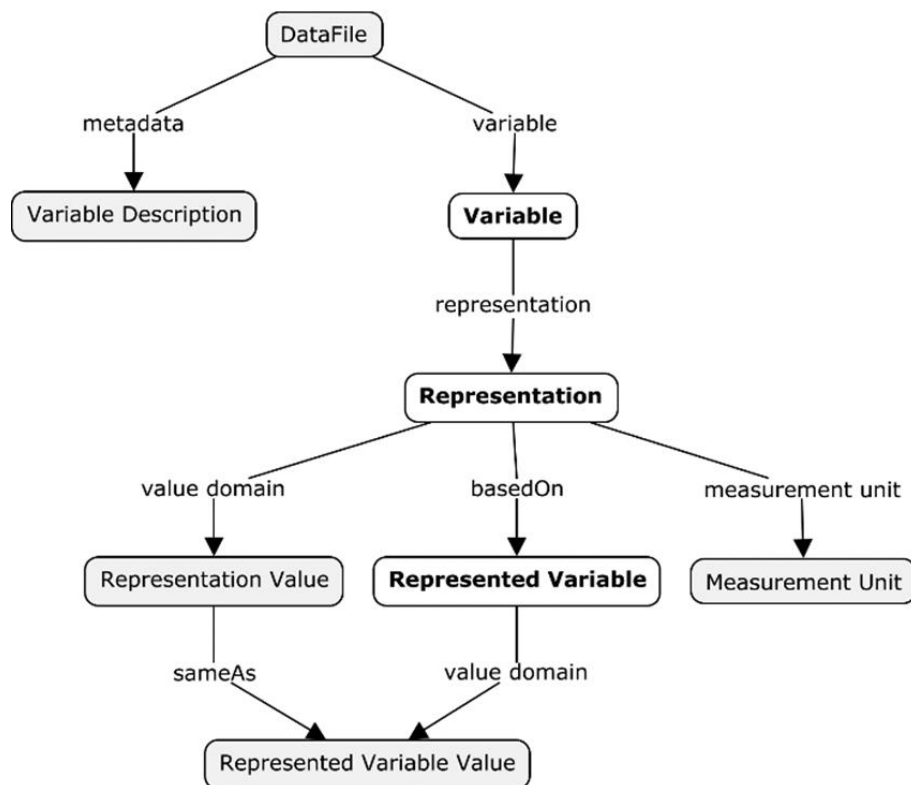 DataFile
metadata
variable
Variable Description
Variable
representation
Representation
value domain
basedOn
measurement unit
Representation Value
Represented Variable
Measurement Unit
sameAs
value domain
Represented Variable Value